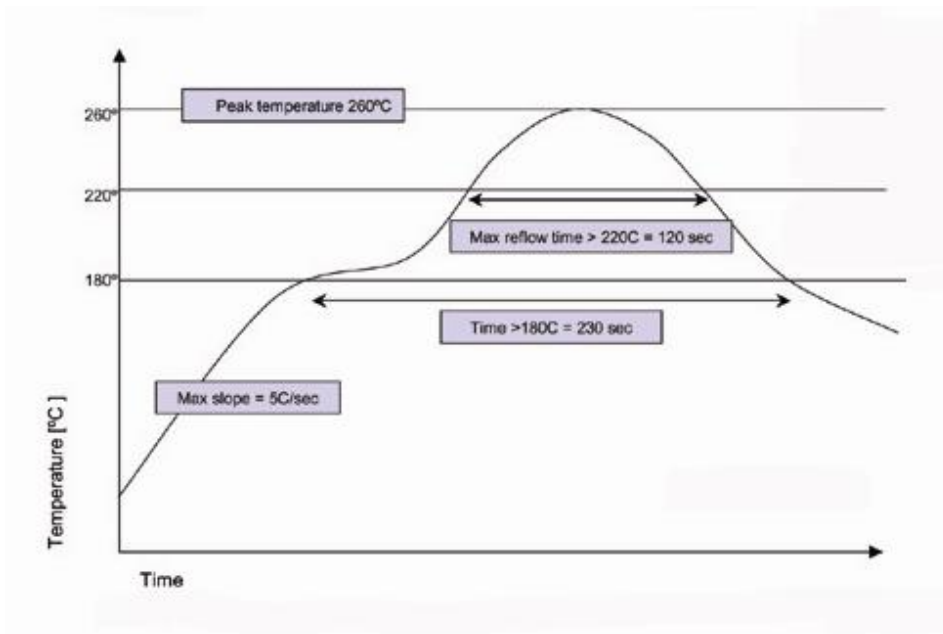 Peak temperature 260ºC
260º
220º
Max reflow time > 220C = 120 sec
180º
Time >180C = 230 sec
Max slope = 5C/sec
Temperature [ºC ]
Time